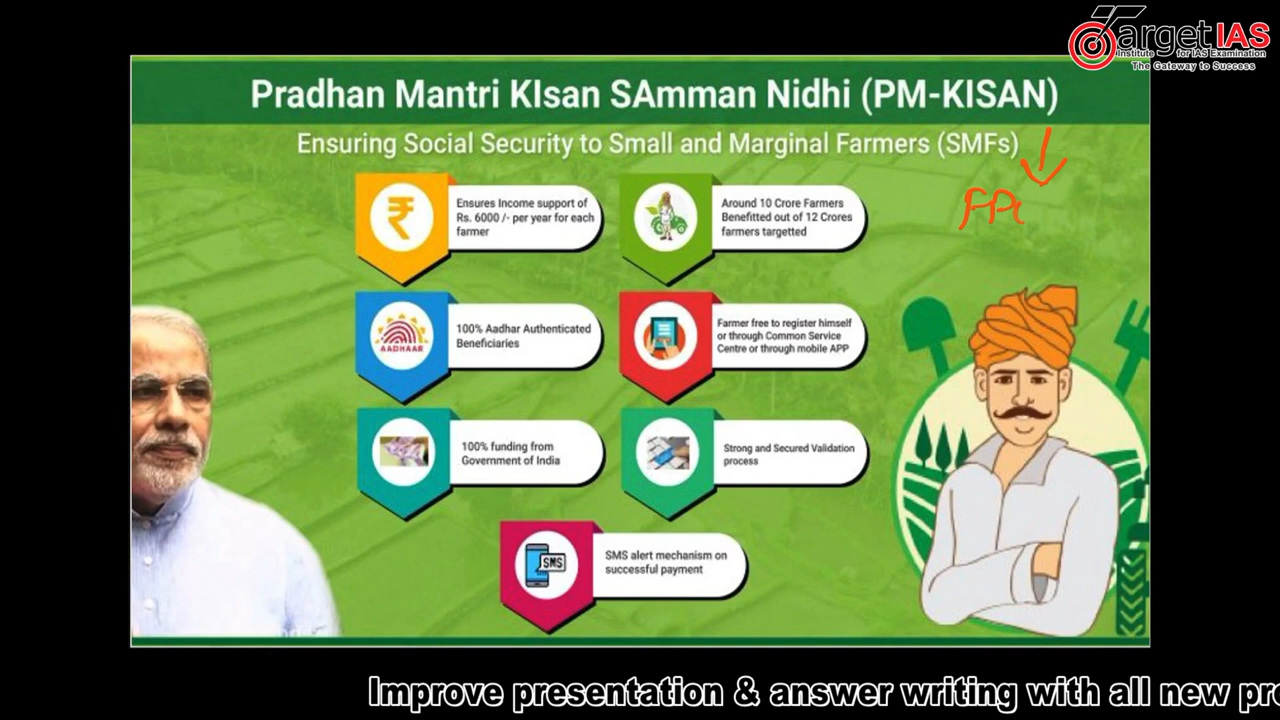 Target IAS
Institute for IAS Examination
The Gateway to Success
Pradhan Mantri KIsan SAmman Nidhi (PM-KISAN)
Ensuring Social Security to Small and Marginal Farmers (SMFs)
Ensures Income support of
Rs. 6000 /- per year for each
farmer
Around 10 Crore Farmers
Benefitted out of 12 Crores
farmers targetted
AADHAAR
100% Aadhar Authenticated
Beneficiaries
Farmer free to register himself
or through Common Service
Centre or through mobile APP
100% funding from
Government of India
Strong and Secured Validation
process
SMS
SMS alert mechanism on
successful payment
Improve presentation & answer writing with all new pr